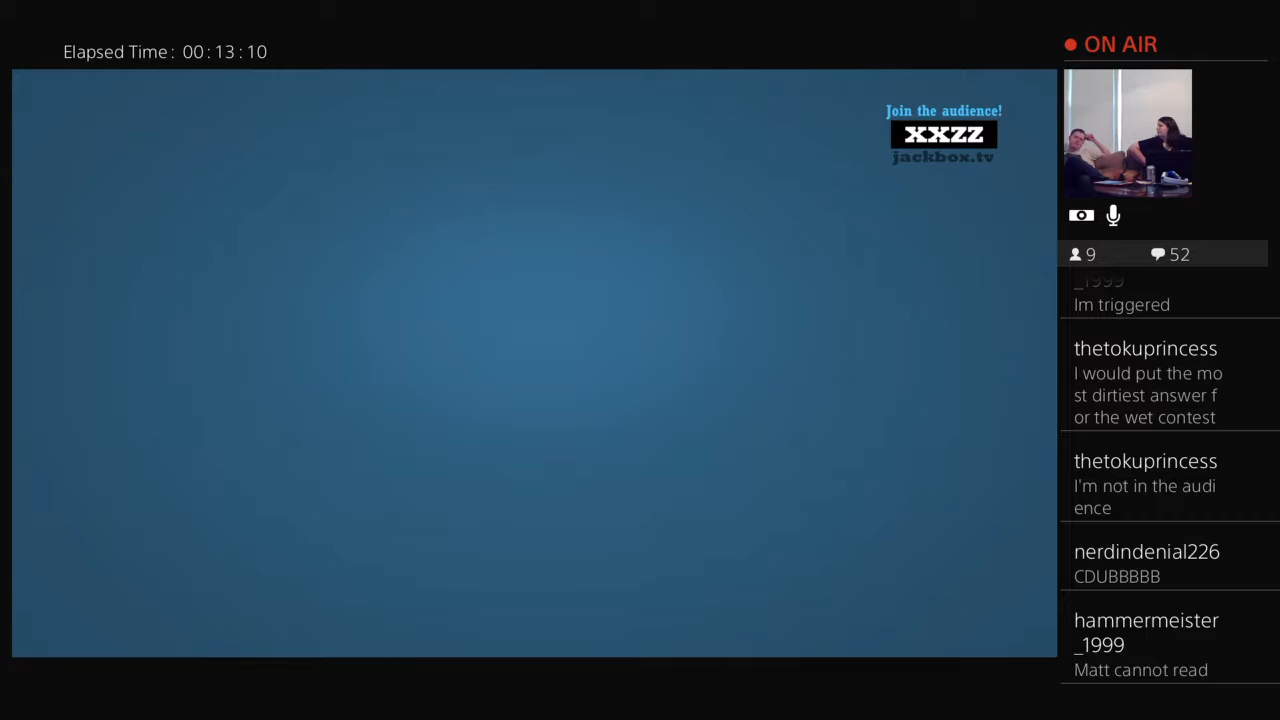 Elapsed Time: 00:13:10
ON AIR
Join the audience!
XXZZ
jackbox.tv
9 52
_1999
Im triggered
thetokuprincess
I would put the mo
st dirtiest answer f
or the wet contest
thetokuprincess
I'm not in the audi
ence
nerdindenial226
CDUBBBBB
hammermeister
_1999
Matt cannot read